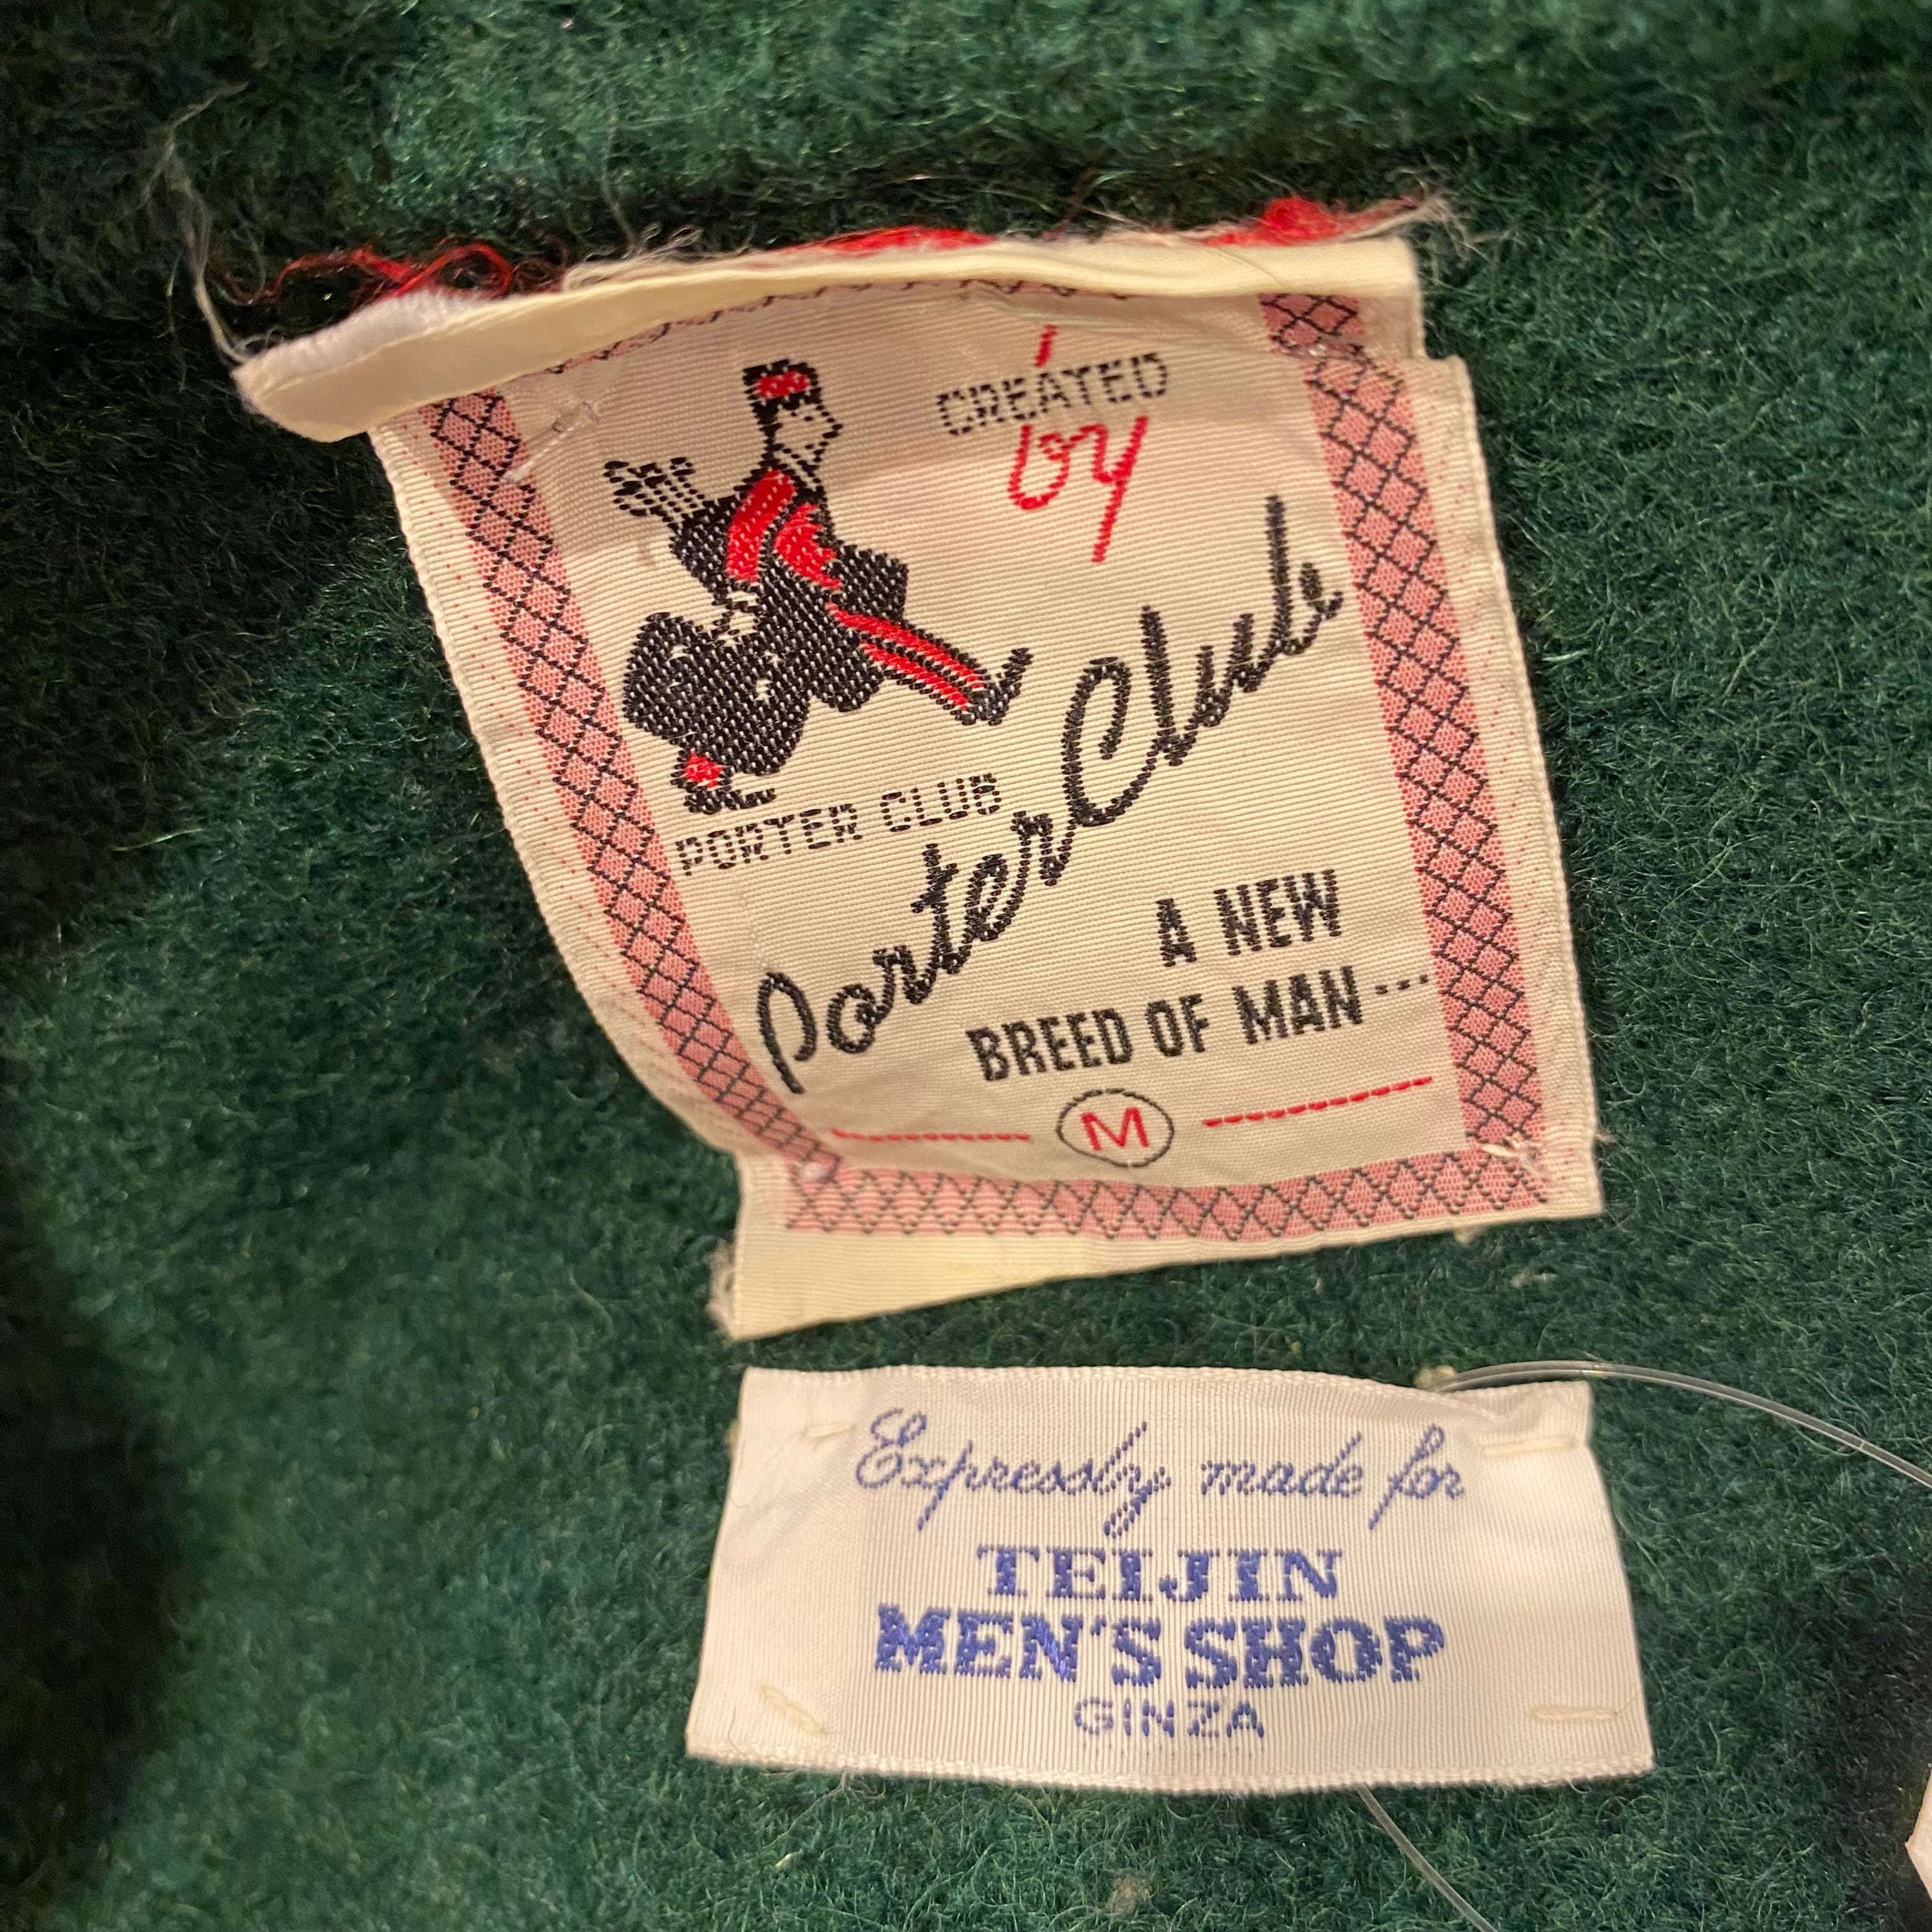 CREATED
by
PORTER CLUB
Porter Club
A NEW
BREED OF MAN...
M
Expressly made for
TEIJIN
MEN'S SHOP
GINZA